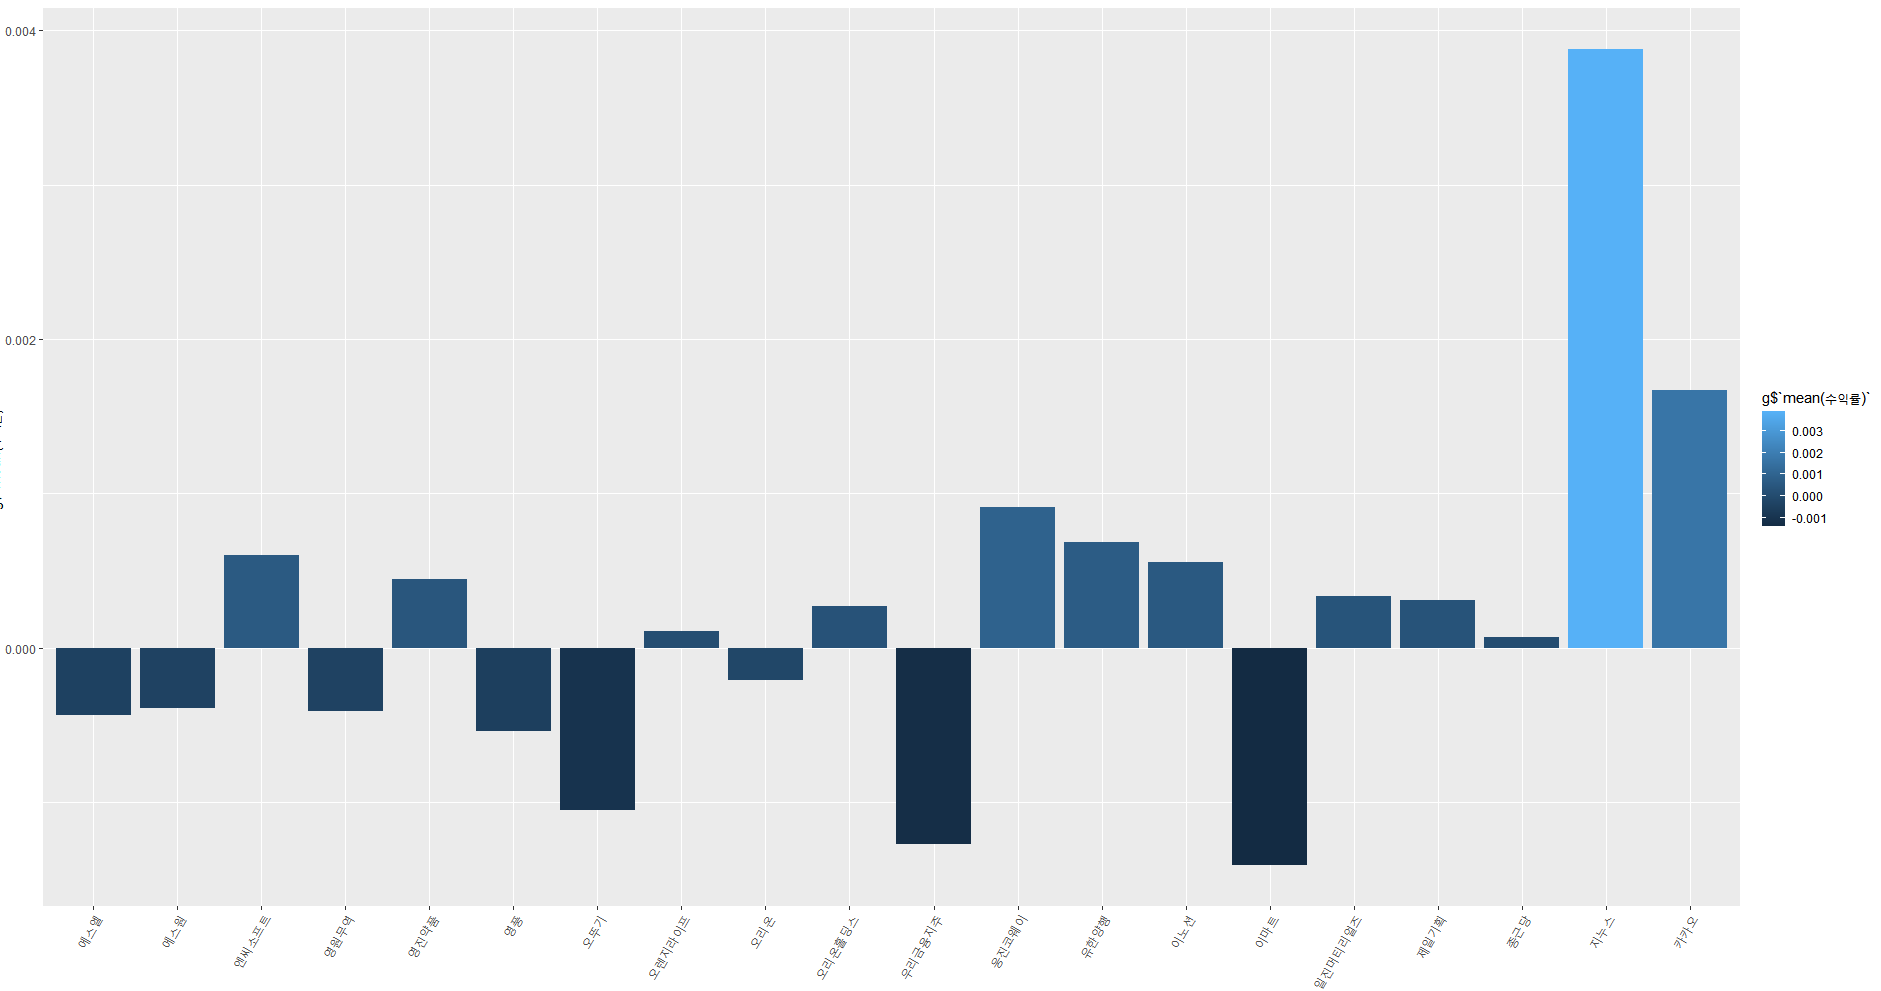 0.004
0.002
0.000
에스엘
에스원
엔씨소프트
영원무역
영진약품
영풍
오뚜기
오렌지라이프
오리온
오리온홀딩스
우리금융지주
웅진코웨이
유한양행
이노션
이마트
일진머티리얼즈
제일기획
종근당
지누스
카카오
g$`mean(수익률)`
0.003
0.002
0.001
0.000
-0.001